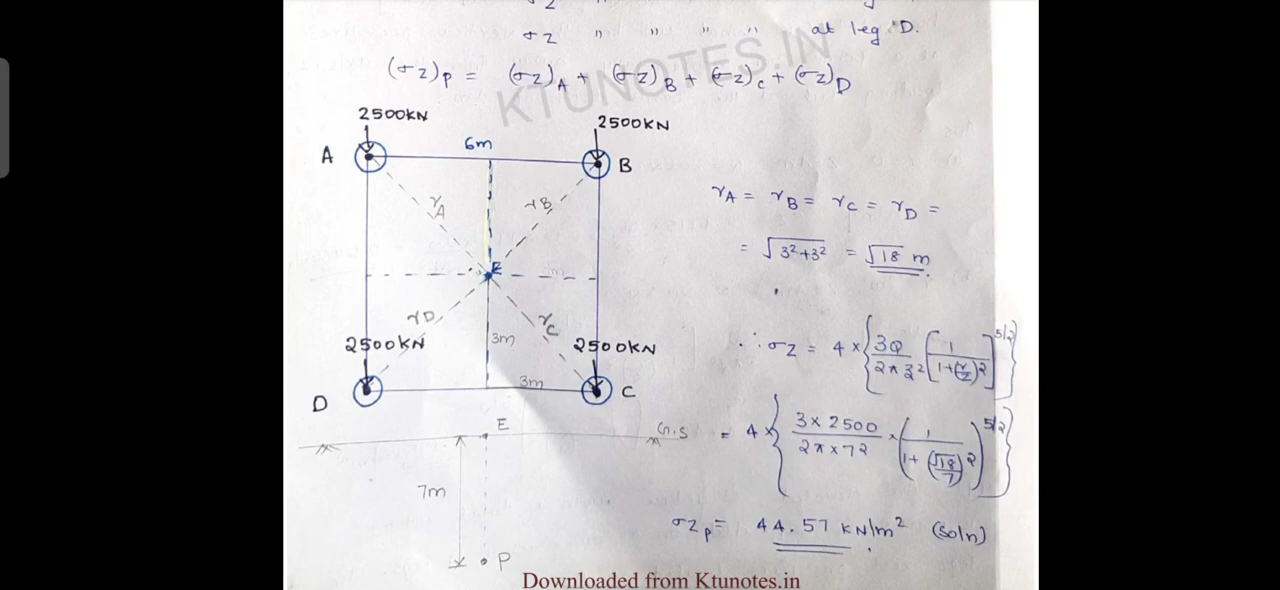 σz " " " " at leg D.
(σz)p = (σz)A + (σz)B + (σz)c + (σz)D
KTUNOTES.IN
2500KN
2500KN
A
6m
B
rA
rB
rA = rB = rC = rD =
= √3²+3² = √18 m
E
rD
rC
2500KN
3m
2500KN
∴ σz = 4 × {3Q/2πz² [1/1+(r/z)²]^5/2}
3m
D
C
E
G.S
= 4 × {3 × 2500/2π × 7² × (1/1+(√18/7)²)^5/2}
7m
σzp = 44.57 KN/m² (soln)
P
Downloaded from Ktunotes.in